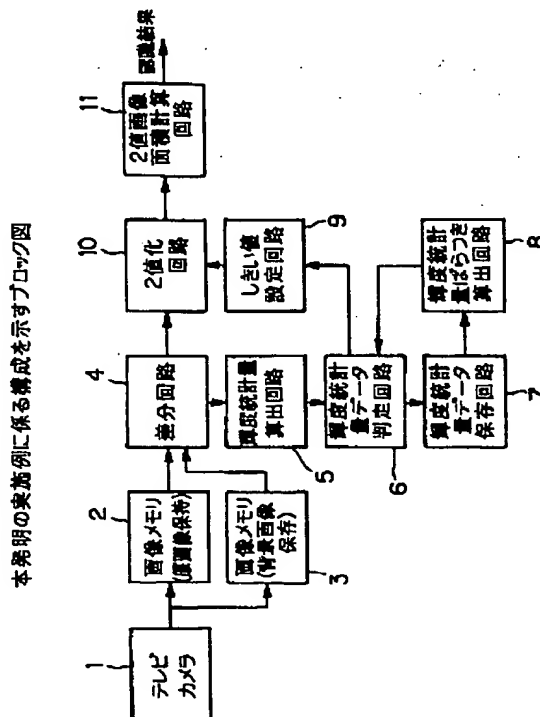 本発明の実施例に係る構成を示すブロック図
1
テレビ
カメラ
2
画像メモリ
(原画像保持)
画像メモリ
(背景画像
保存)
3
4
差分回路
輝度統計量
算出回路
5
輝度統計
量データ
判定回路
6
輝度統計
量データ
保存回路
7
輝度統計
量ばらつき
算出回路
8
しきい値
設定回路
9
10
2値化
回路
11
2値画像
面積計算
回路
認識結果